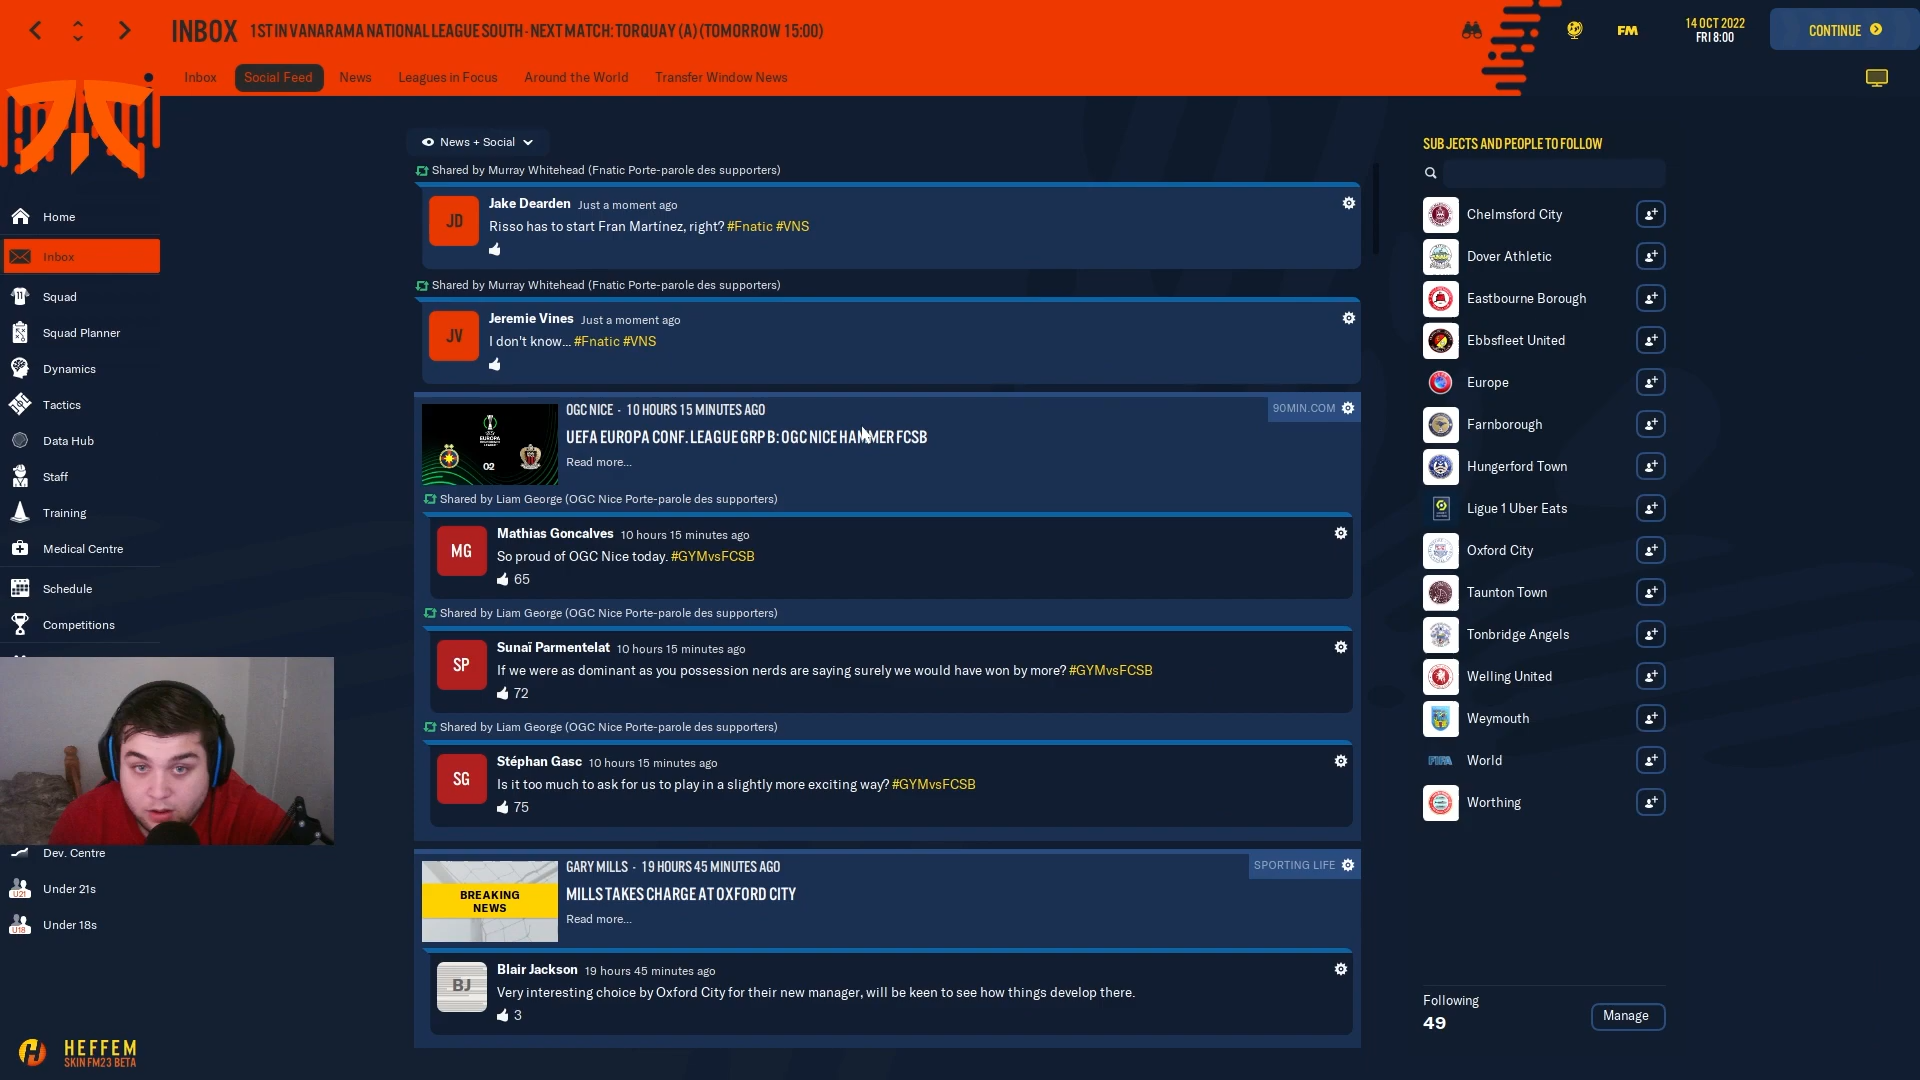 INBOX
1ST IN VANARAMA NATIONAL LEAGUE SOUTH - NEXT MATCH: TORQUAY (A) (TOMORROW 15:00)
FM
14 OCT 2022
FRI 8:00
CONTINUE
Inbox
Social Feed
News
Leagues in Focus
Around the World
Transfer Window News
Home
Inbox
Squad
Squad Planner
Dynamics
Tactics
Data Hub
Staff
Training
Medical Centre
Schedule
Competitions
Dev. Centre
U21
Under 21s
U18
Under 18s
HEFFEM
SKIN FM23 BETA
News + Social
Shared by Murray Whitehead (Fnatic Porte-parole des supporters)
JD
Jake Dearden Just a moment ago
Risso has to start Fran Martínez, right? #Fnatic #VNS
Shared by Murray Whitehead (Fnatic Porte-parole des supporters)
JV
Jeremie Vines Just a moment ago
I don't know... #Fnatic #VNS
EUROPA
02
OGC NICE - 10 HOURS 15 MINUTES AGO
90MIN.COM
UEFA EUROPA CONF. LEAGUE GRP B: OGC NICE HAMMER FCSB
Read more...
Shared by Liam George (OGC Nice Porte-parole des supporters)
MG
Mathias Goncalves 10 hours 15 minutes ago
So proud of OGC Nice today. #GYMvsFCSB
65
Shared by Liam George (OGC Nice Porte-parole des supporters)
SP
Sunaï Parmentelat 10 hours 15 minutes ago
If we were as dominant as you possession nerds are saying surely we would have won by more? #GYMvsFCSB
72
Shared by Liam George (OGC Nice Porte-parole des supporters)
SG
Stéphan Gasc 10 hours 15 minutes ago
Is it too much to ask for us to play in a slightly more exciting way? #GYMvsFCSB
75
BREAKING
NEWS
GARY MILLS - 19 HOURS 45 MINUTES AGO
SPORTING LIFE
MILLS TAKES CHARGE AT OXFORD CITY
Read more...
BJ
Blair Jackson 19 hours 45 minutes ago
Very interesting choice by Oxford City for their new manager, will be keen to see how things develop there.
3
SUBJECTS AND PEOPLE TO FOLLOW
Chelmsford City
Dover Athletic
Eastbourne Borough
Ebbsfleet United
Europe
Farnborough
Hungerford Town
Ligue 1 Uber Eats
Oxford City
Taunton Town
Tonbridge Angels
Welling United
Weymouth
FIFA
World
Worthing
Following
49
Manage